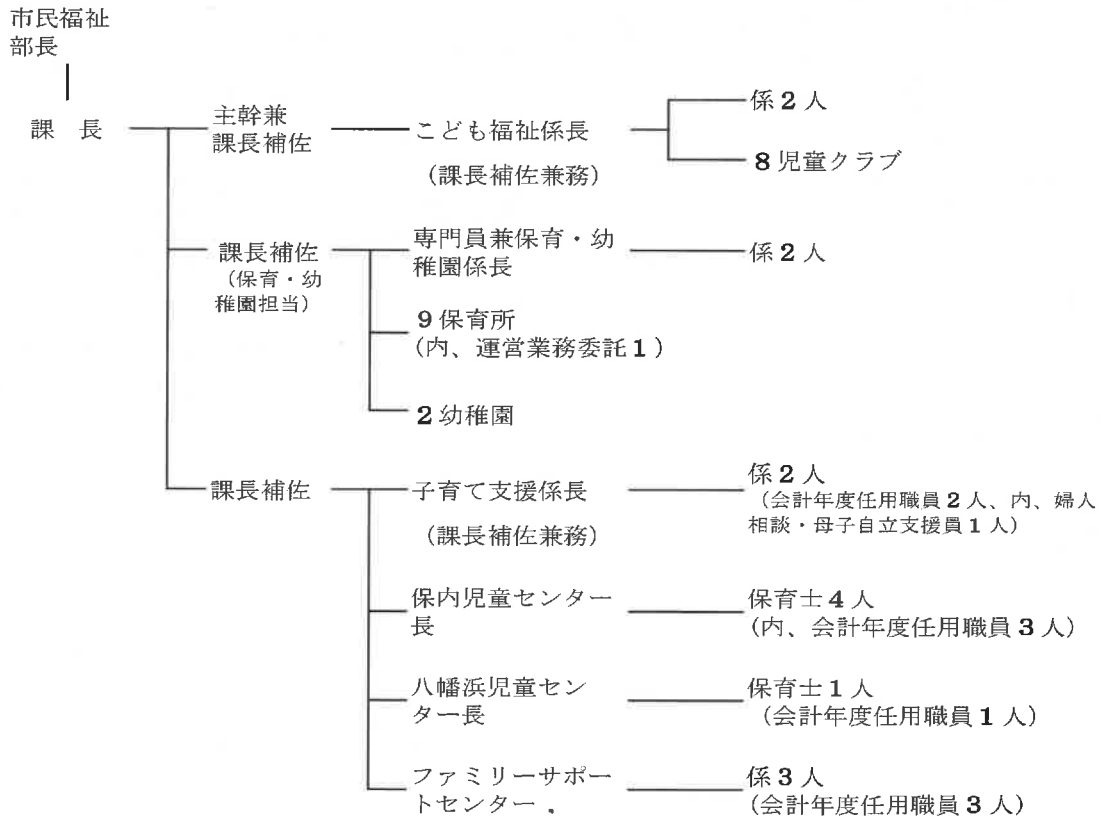 市民福祉
部長
課 長
主幹兼
課長補佐
こども福祉係長
(課長補佐兼務)
係2人
8児童クラブ
課長補佐
(保育・幼
稚園担当)
専門員兼保育・幼
稚園係長
係2人
9保育所
(内、運営業務委託1)
2幼稚園
課長補佐
子育て支援係長
(課長補佐兼務)
係2人
(会計年度任用職員2人、内、婦人
相談・母子自立支援員1人)
保内児童センター
長
保育士4人
(内、会計年度任用職員3人)
八幡浜児童セン
ター長
保育士1人
(会計年度任用職員1人)
ファミリーサポー
トセンター
係3人
(会計年度任用職員3人)